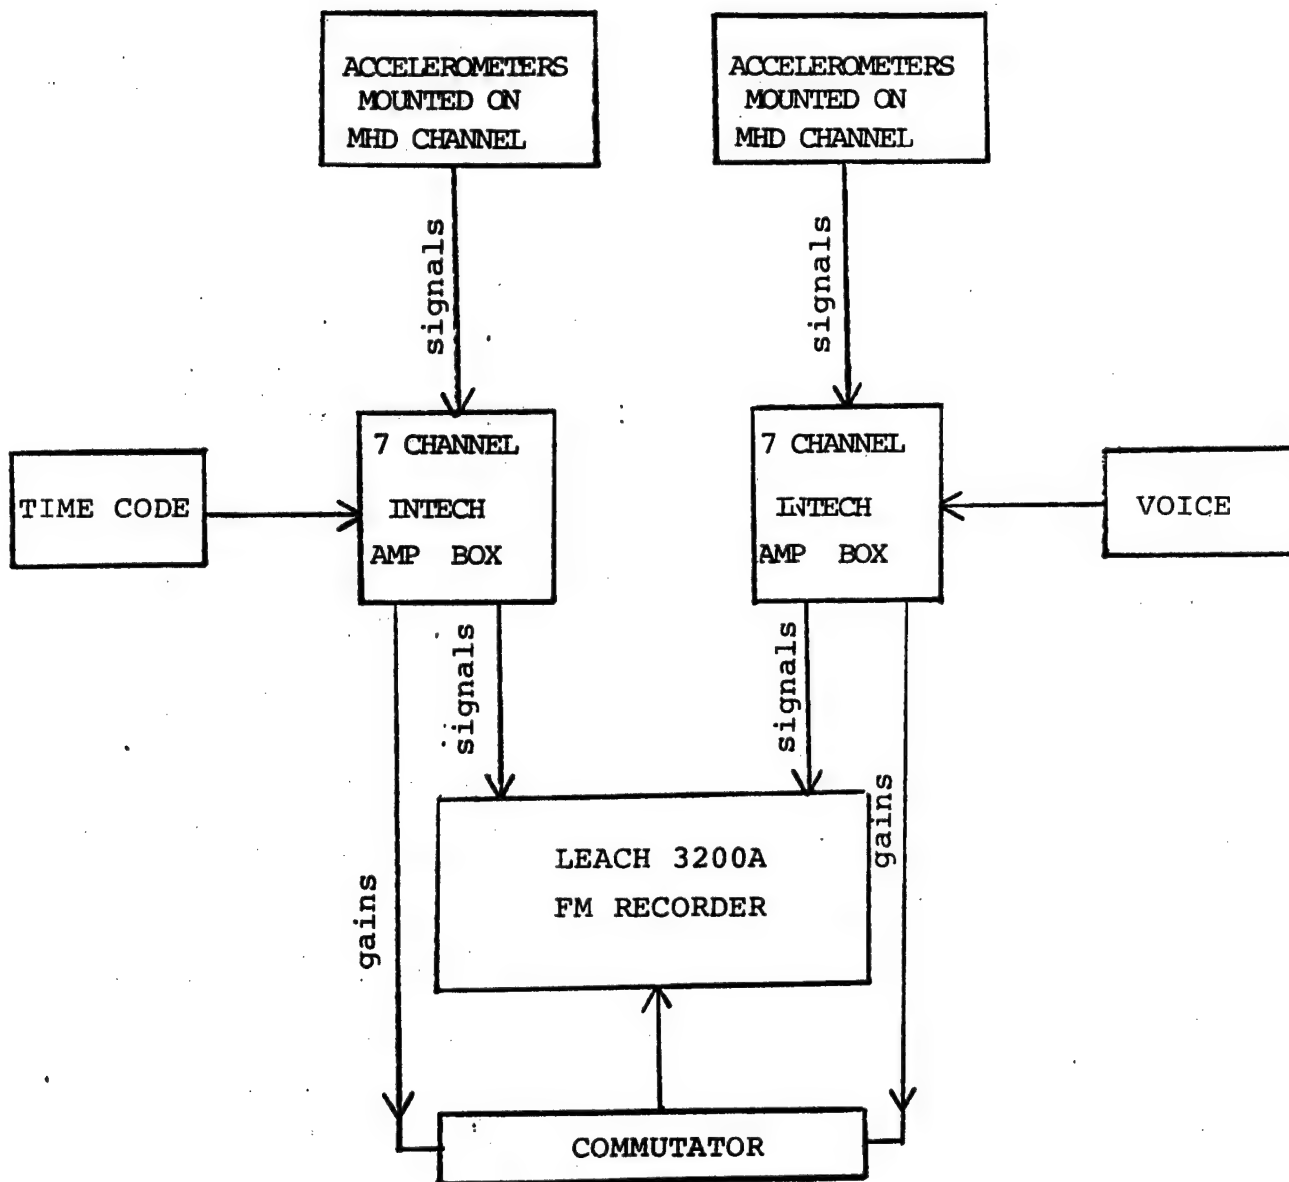 ACCELEROMETERS
MOUNTED ON
MHD CHANNEL
ACCELEROMETERS
MOUNTED ON
MHD CHANNEL
signals
signals
TIME CODE
7 CHANNEL
INTECH
AMP BOX
7 CHANNEL
INTECH
AMP BOX
VOICE
signals
signals
gains
gains
LEACH 3200A
FM RECORDER
COMMUTATOR